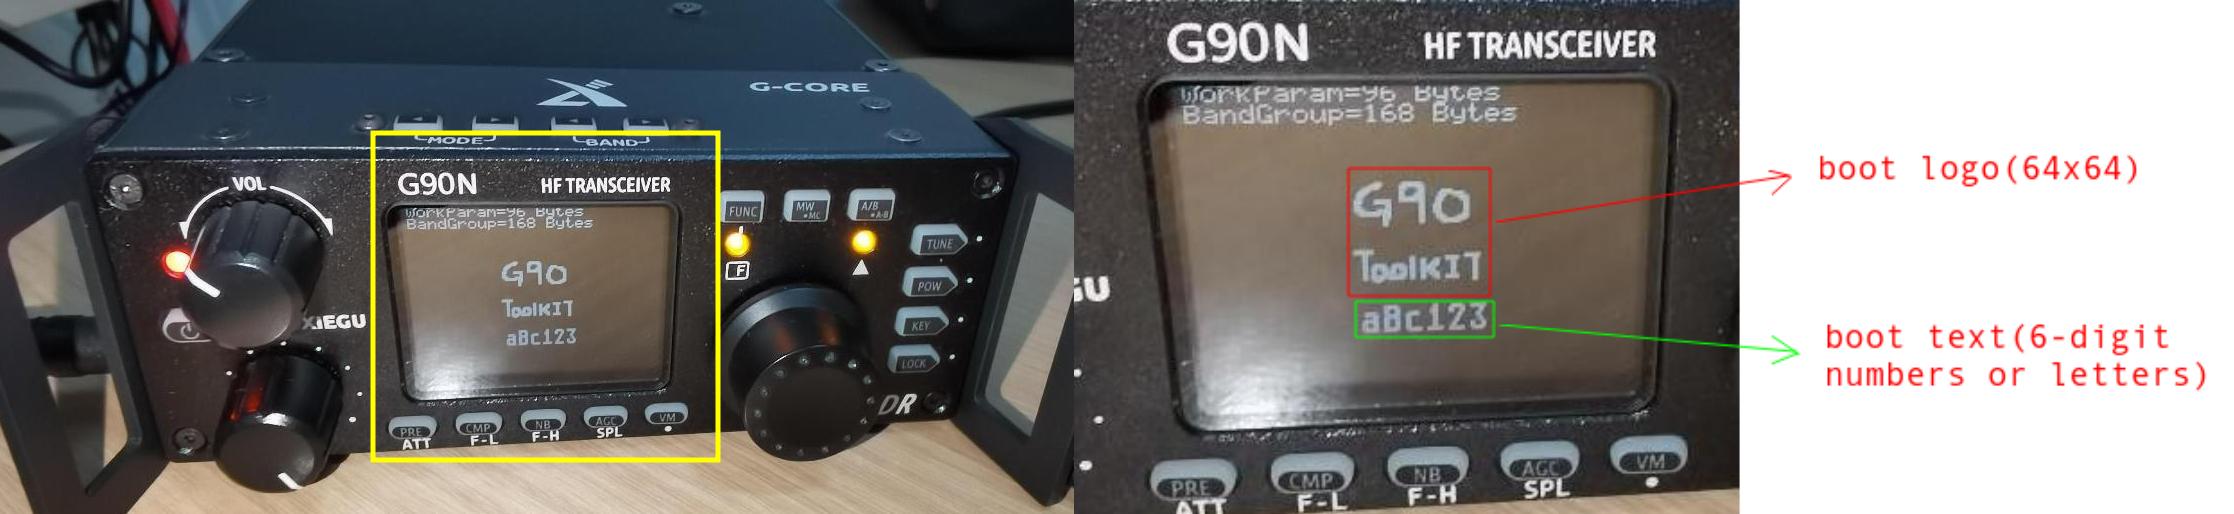 G-CORE
MODE
BAND
VOL
G90N
HF TRANSCEIVER
WorkParam=96 Bytes
BandGroup=168 Bytes
G90
ToolKIT
aBc123
FUNC
MW
•MC
A/B
•A=B
F
TUNE
POW
KEY
LOCK
XIEGU
DR
PRE
ATT
CMP
F-L
NB
F-H
AGC
SPL
VM
G90N
HF TRANSCEIVER
WorkParam=96 Bytes
BandGroup=168 Bytes
G90
ToolKIT
aBc123
GU
PRE
ATT
CMP
F-L
NB
F-H
AGC
SPL
VM
boot logo(64x64)
boot text(6-digit
numbers or letters)